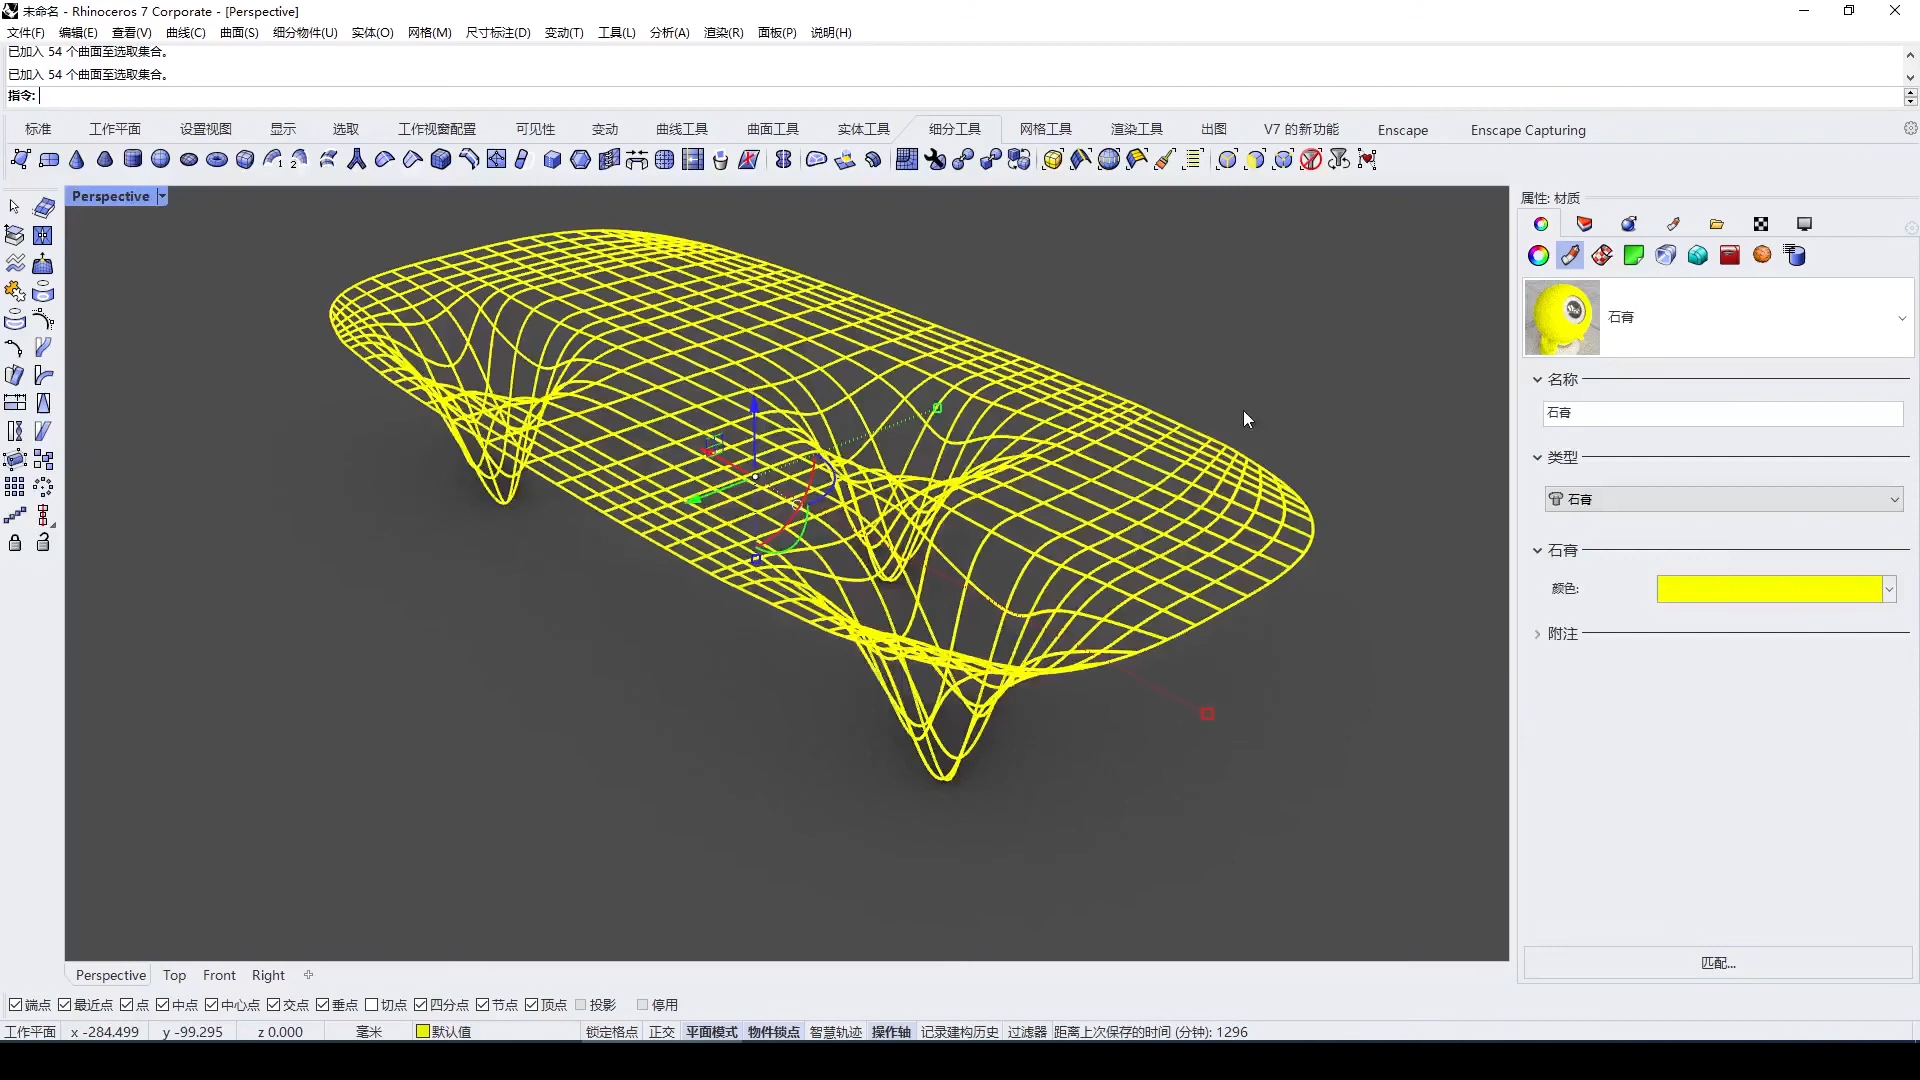 未命名 - Rhinoceros 7 Corporate - [Perspective]
文件(F) 编辑(E) 查看(V) 曲线(C) 曲面(S) 细分物件(U) 实体(O) 网格(M) 尺寸标注(D) 变动(T) 工具(L) 分析(A) 渲染(R) 面板(P) 说明(H)
已加入 54 个曲面至选取集合。
已加入 54 个曲面至选取集合。
指令:
标准 工作平面 设置视图 显示 选取 工作视窗配置 可见性 变动 曲线工具 曲面工具 实体工具 细分工具 网格工具 渲染工具 出图 V7 的新功能 Enscape Enscape Capturing
Perspective
属性: 材质
石膏
名称
石膏
类型
石膏
石膏
颜色:
附注
匹配...
Perspective Top Front Right
端点 最近点 点 中点 中心点 交点 垂点 切点 四分点 节点 顶点 投影 停用
工作平面 x -284.499 y -99.295 z 0.000 毫米 默认值 锁定格点 正交 平面模式 物件锁点 智慧轨迹 操作轴 记录建构历史 过滤器 距离上次保存的时间 (分钟): 1296